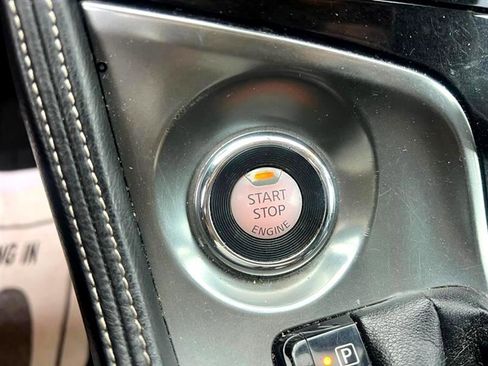 START
STOP
ENGINE
NG IN
P